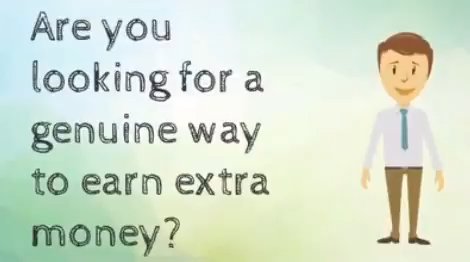 Are you
looking for a
genuine way
to earn extra
money?